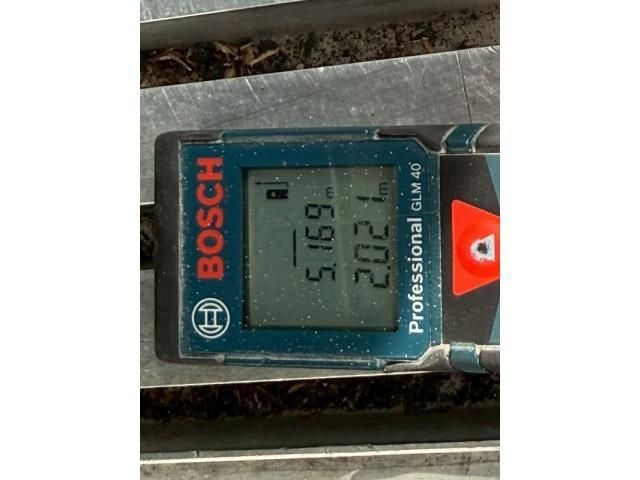 BOSCH
5.169 m
2.021 m
Professional GLM 40